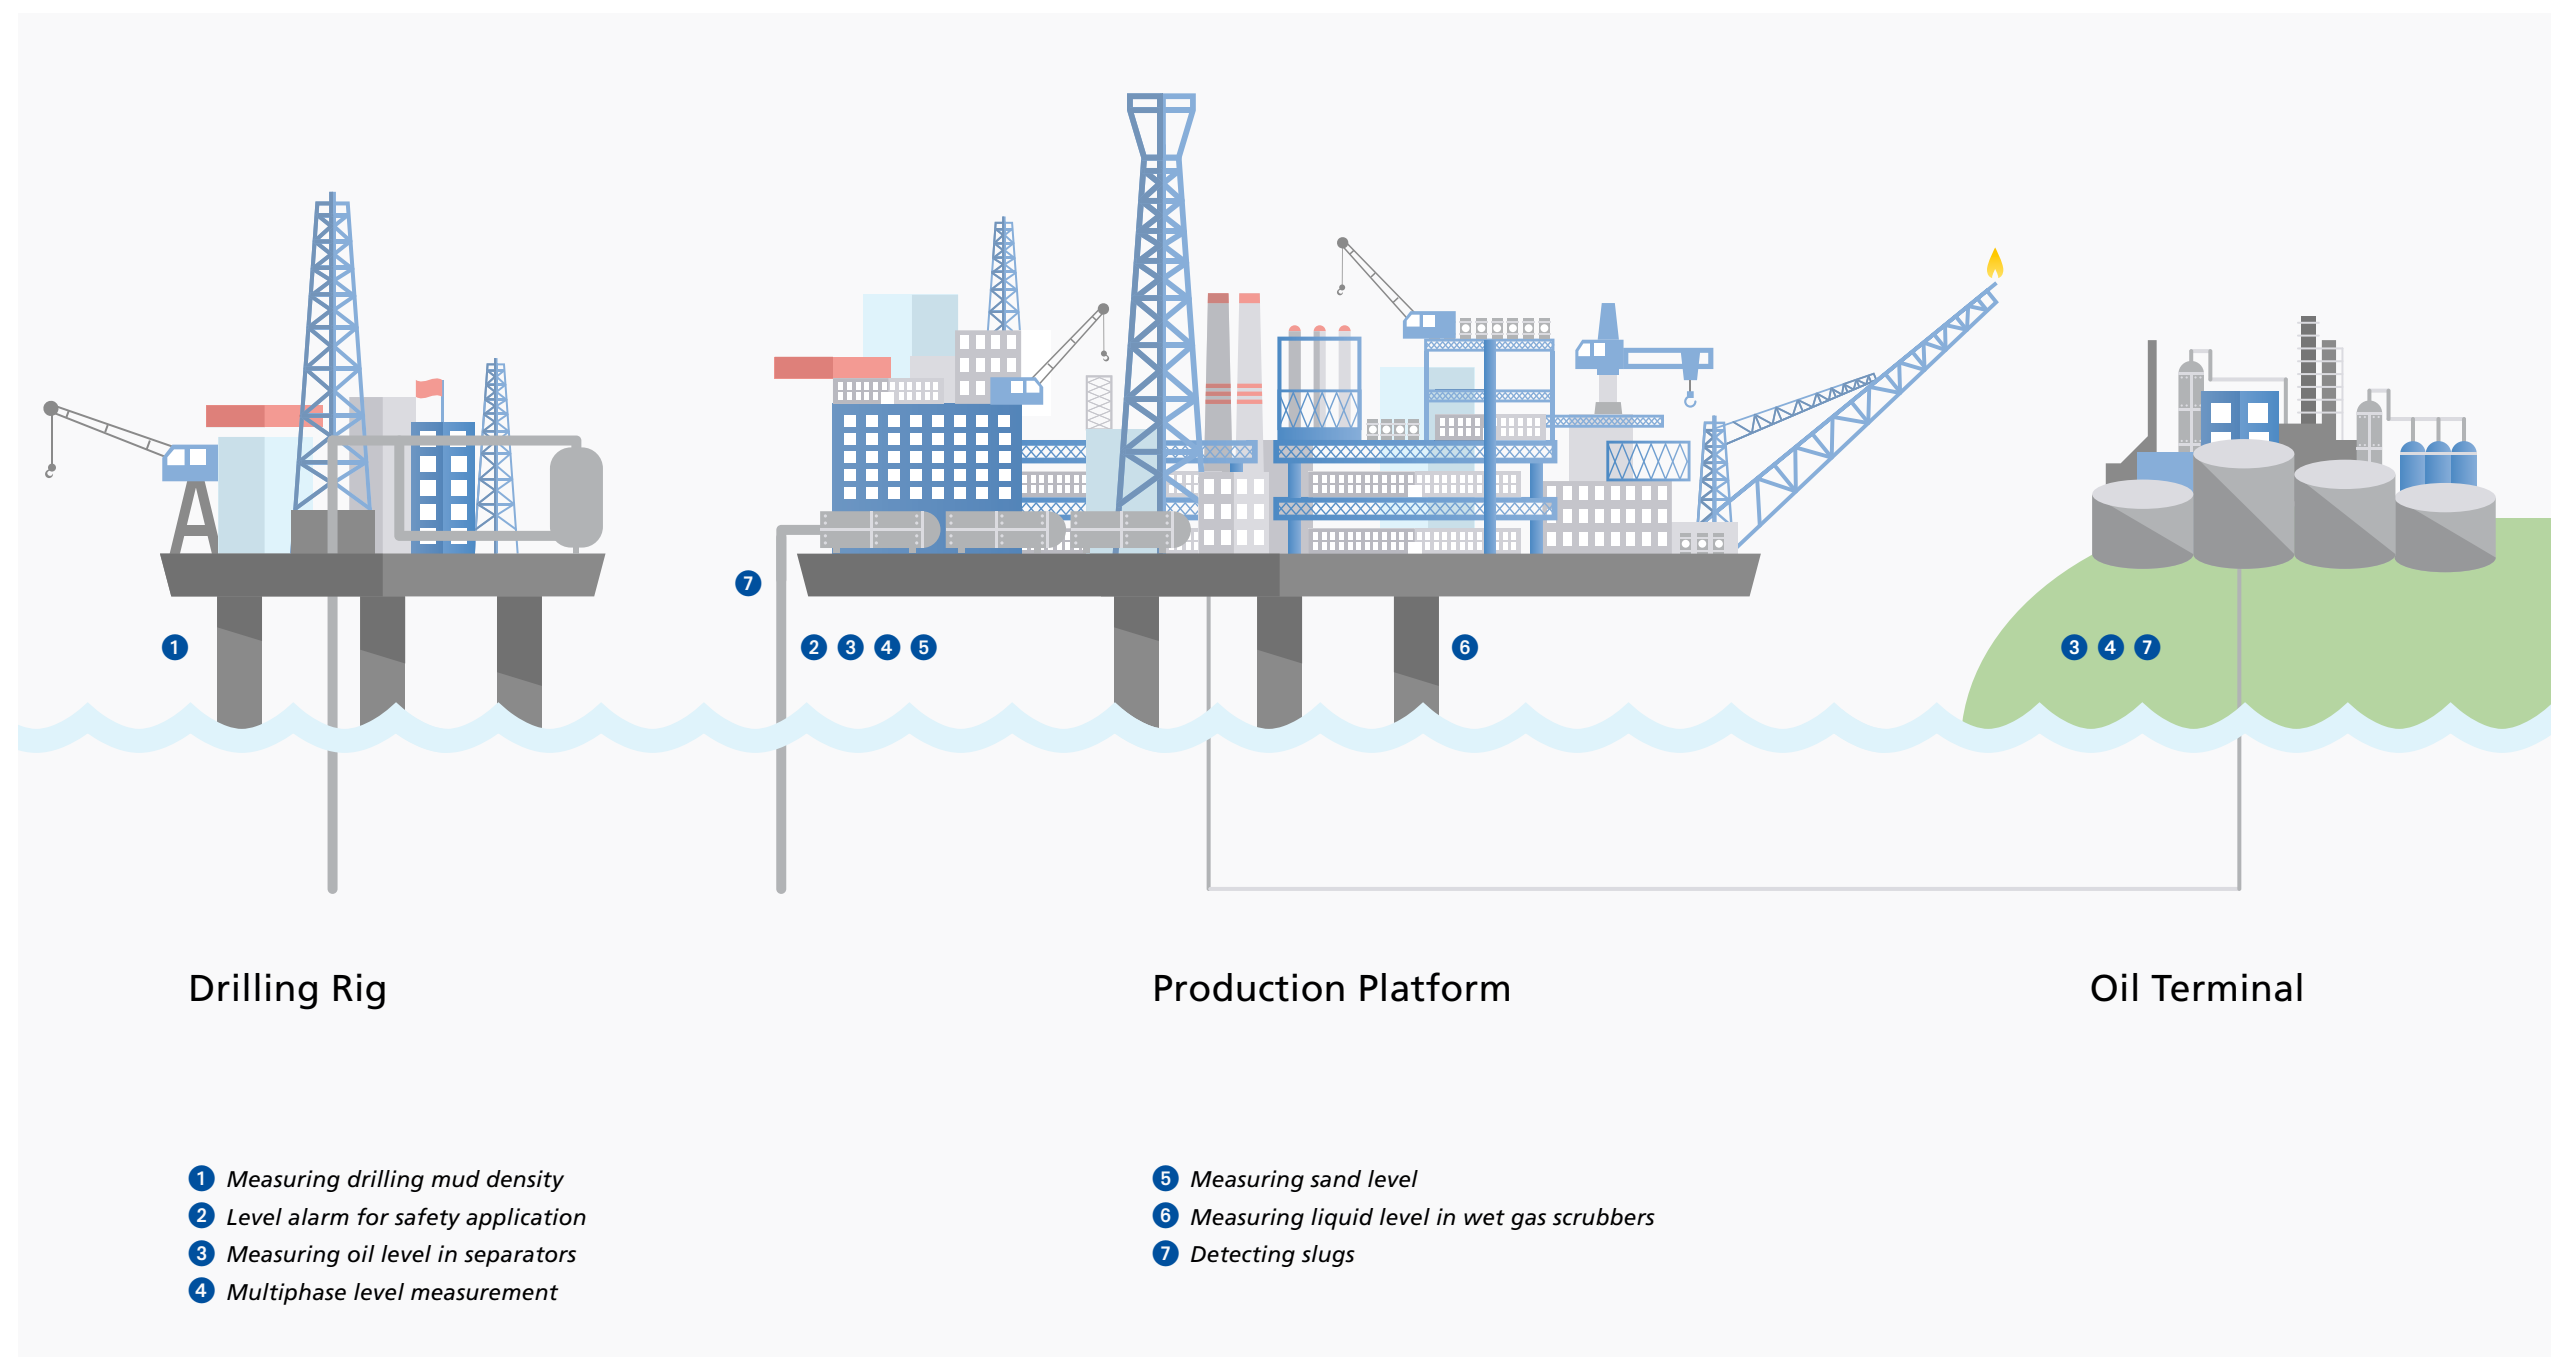 7
1
2 3 4 5
6
3 4 7
Drilling Rig
Production Platform
Oil Terminal
1 Measuring drilling mud density
2 Level alarm for safety application
3 Measuring oil level in separators
4 Multiphase level measurement
5 Measuring sand level
6 Measuring liquid level in wet gas scrubbers
7 Detecting slugs